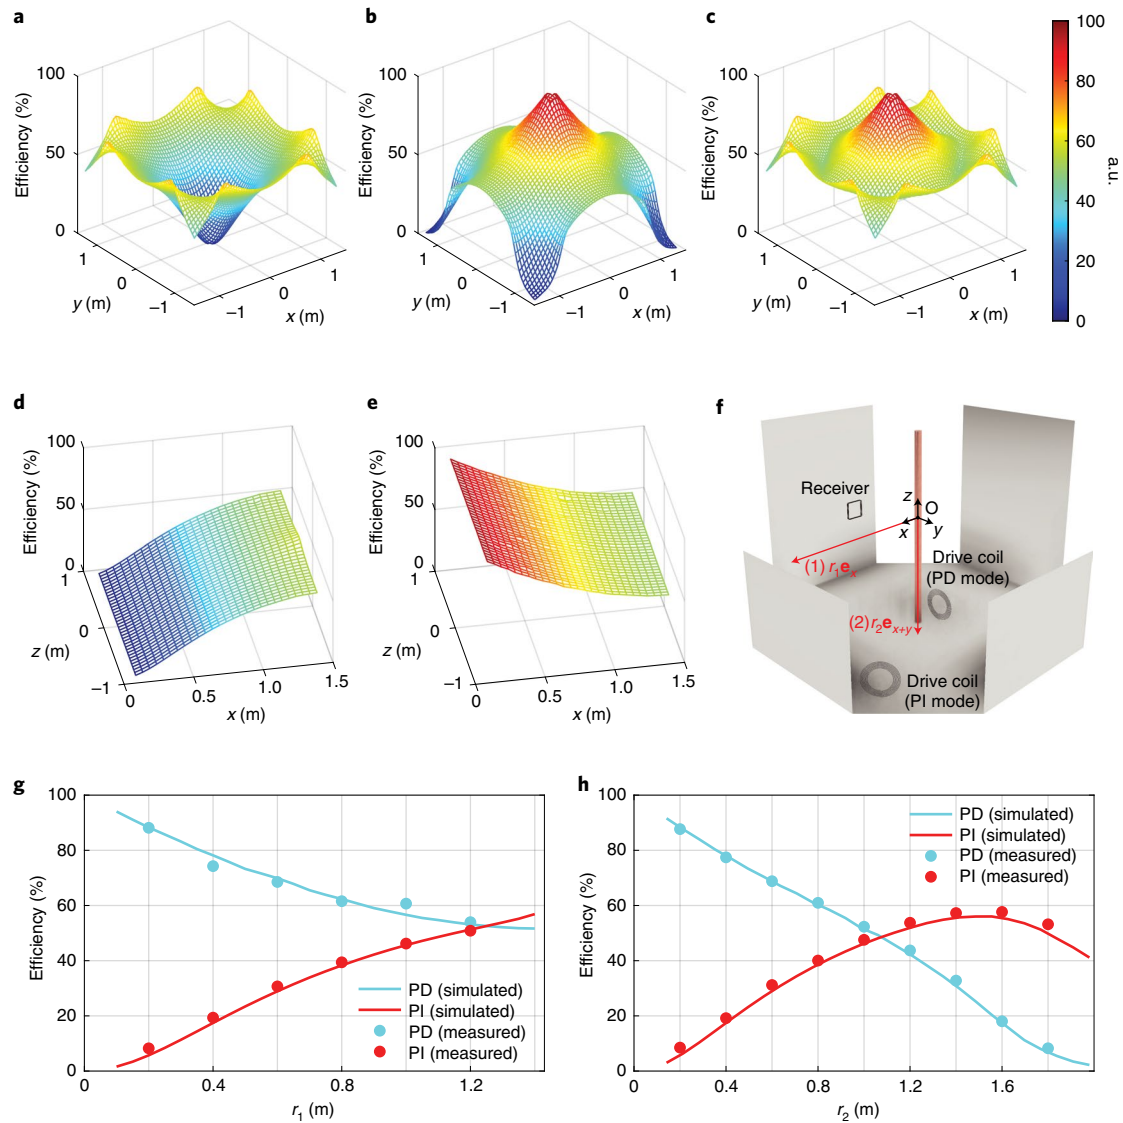 a
b
c
100
50
0
Efficiency (%)
1
0
−1
y (m)
−1
0
1
x (m)
100
50
0
Efficiency (%)
1
0
−1
y (m)
−1
0
1
x (m)
100
50
0
Efficiency (%)
1
0
−1
y (m)
−1
0
1
x (m)
100
80
60
40
20
0
a.u.
d
e
f
100
50
0
Efficiency (%)
1
0
−1
z (m)
0
0.5
1.0
1.5
x (m)
100
50
0
Efficiency (%)
1
0
−1
z (m)
0
0.5
1.0
1.5
x (m)
Receiver
z
O
x
y
(1) r₁eₓ
Drive coil
(PD mode)
(2) r₂eₓ₊y
Drive coil
(PI mode)
g
100
80
60
40
20
0
Efficiency (%)
PD (simulated)
PI (simulated)
PD (measured)
PI (measured)
0
0.4
0.8
1.2
r₁ (m)
h
100
80
60
40
20
0
Efficiency (%)
PD (simulated)
PI (simulated)
PD (measured)
PI (measured)
0
0.4
0.8
1.2
1.6
r₂ (m)